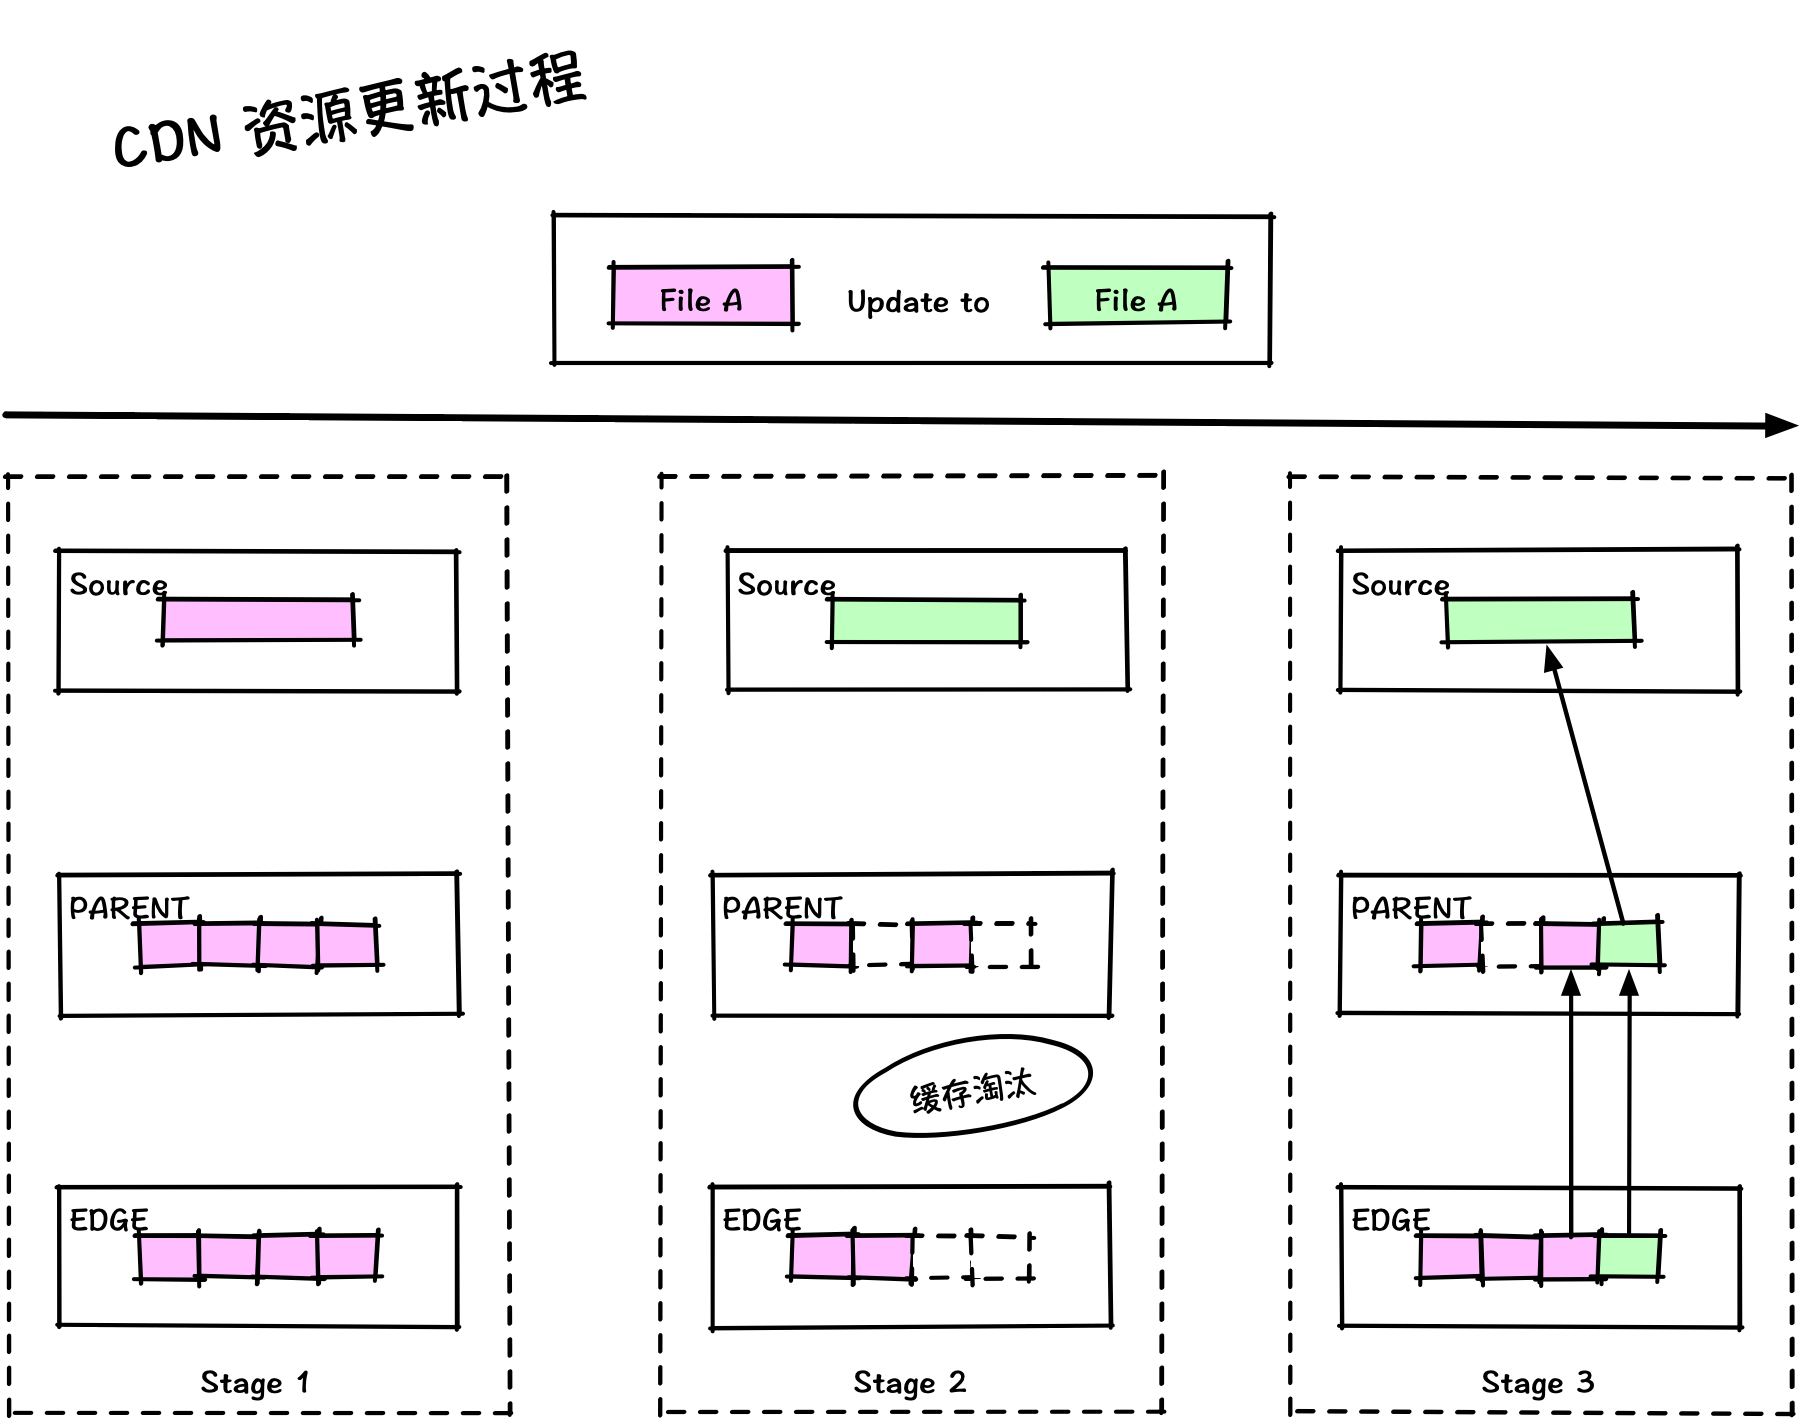 CDN 资源更新过程
File A Update to File A
Source
PARENT
EDGE
Stage 1
Source
PARENT
缓存淘汰
EDGE
Stage 2
Source
PARENT
EDGE
Stage 3